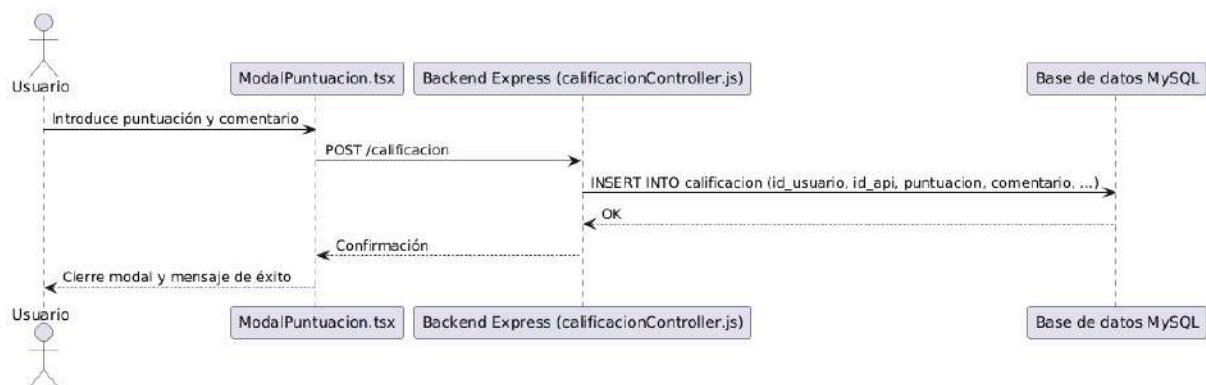 Usuario
ModalPuntuacion.tsx
Backend Express (calificacionController.js)
Base de datos MySQL
Introduce puntuación y comentario
POST /calificacion
INSERT INTO calificacion (id_usuario, id_api, puntuacion, comentario, ...)
OK
Confirmación
Cierre modal y mensaje de éxito
Usuario
ModalPuntuacion.tsx
Backend Express (calificacionController.js)
Base de datos MySQL